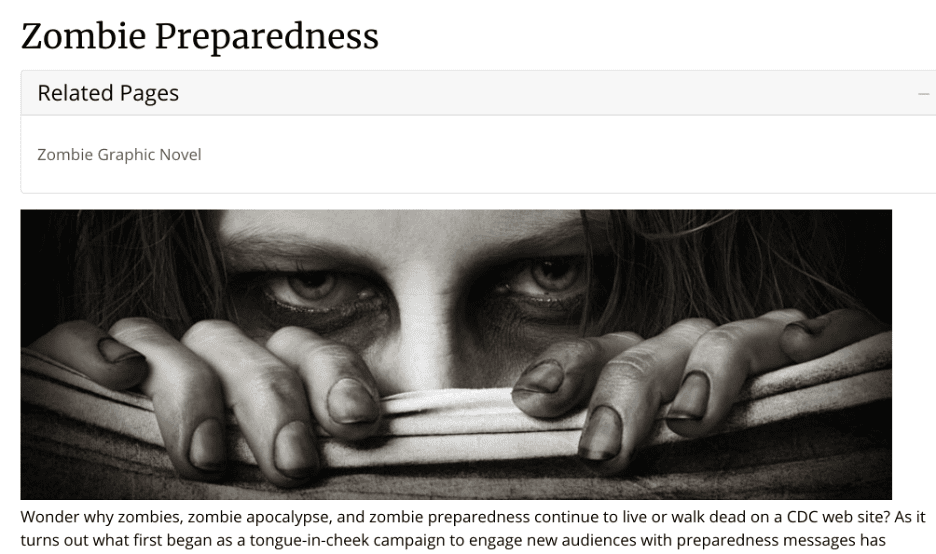 Zombie Preparedness
Related Pages
Zombie Graphic Novel
Wonder why zombies, zombie apocalypse, and zombie preparedness continue to live or walk dead on a CDC web site? As it
turns out what first began as a tongue-in-cheek campaign to engage new audiences with preparedness messages has